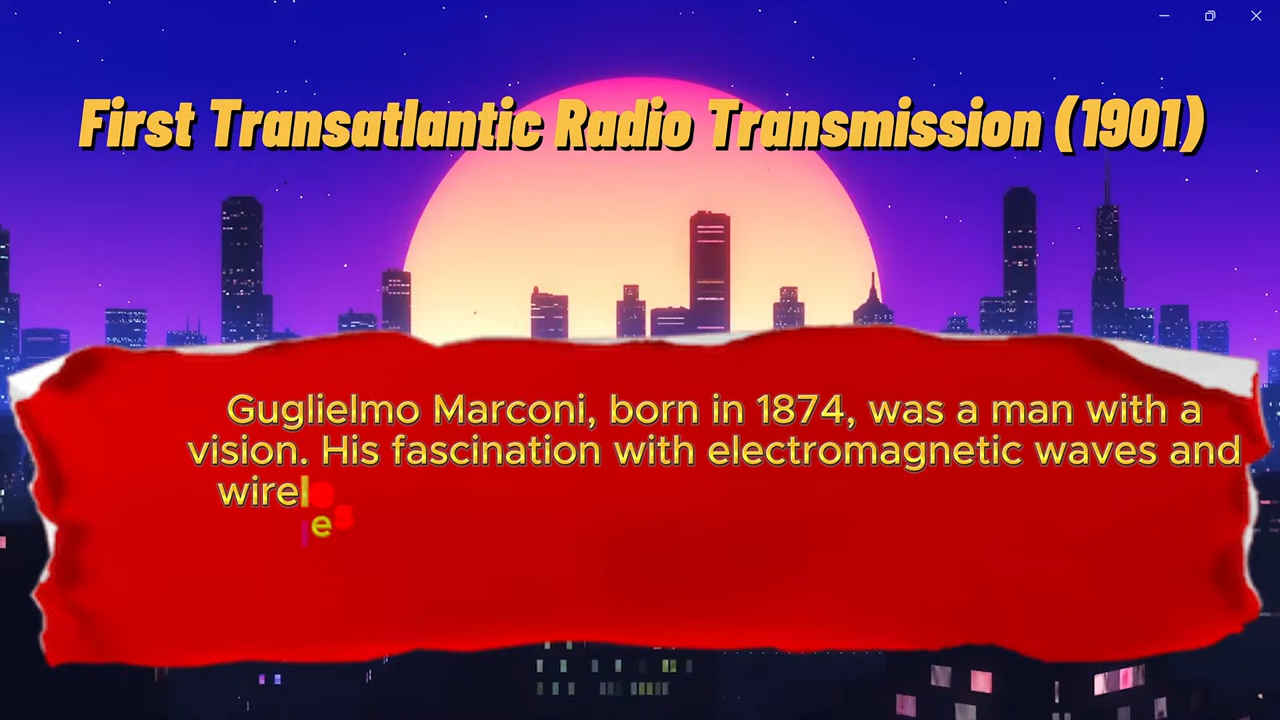 First Transatlantic Radio Transmission (1901)
Guglielmo Marconi, born in 1874, was a man with a
vision. His fascination with electromagnetic waves and